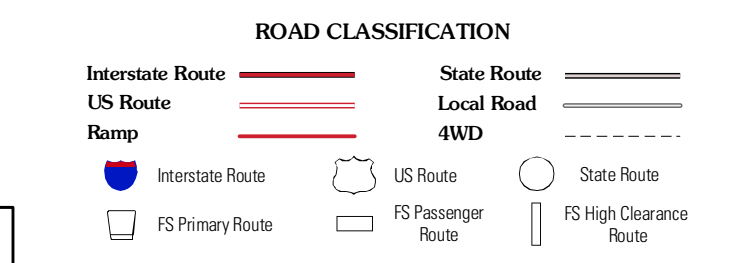 ROAD CLASSIFICATION
Interstate Route
State Route
US Route
Local Road
Ramp
4WD
Interstate Route
US Route
State Route
FS Primary Route
FS Passenger
Route
FS High Clearance
Route